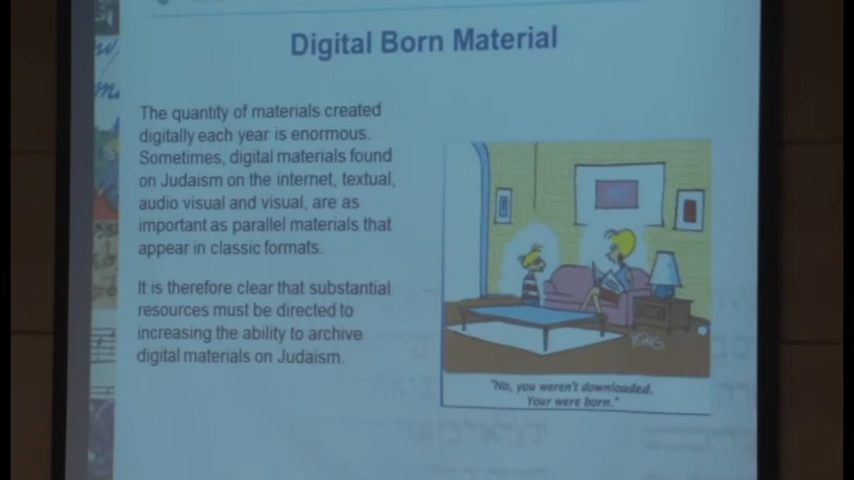 Digital Born Material
The quantity of materials created
digitally each year is enormous.
Sometimes, digital materials found
on Judaism on the internet, textual,
audio visual and visual, are as
important as parallel materials that
appear in classic formats.
It is therefore clear that substantial
resources must be directed to
increasing the ability to archive
digital materials on Judaism.
"No, you weren't downloaded.
Your were born."